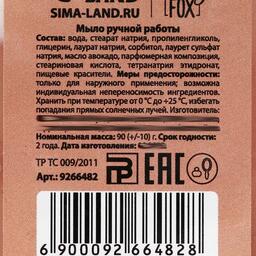 SIMA-LAND.RU
FOX
Мыло ручной работы
Состав: вода, стеарат натрия, пропиленгликоль,
глицерин, лаурат натрия, сорбитол, лаурет сульфат
натрия, масло авокадо, парфюмерная композиция,
стеариновая кислота, тетранатрия этидронат,
пищевые красители. Меры предосторожности:
только для наружного применения; возможна
индивидуальная непереносимость ингредиентов.
Хранить при температуре от 0 °С до +25 °С, избегать
попадания прямых солнечных лучей. Изготовитель:
Номинальная масса: 90 (+/-10) г. Срок годности:
2 года. Дата изготовления:
ТР ТС 009/2011
Арт.: 9266482
EAC
6 900092 664828